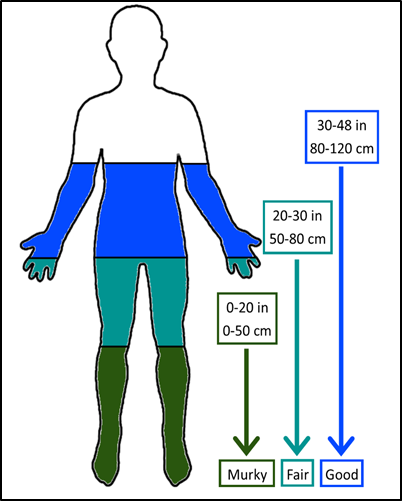 30-48 in
80-120 cm
20-30 in
50-80 cm
0-20 in
0-50 cm
Murky
Fair
Good